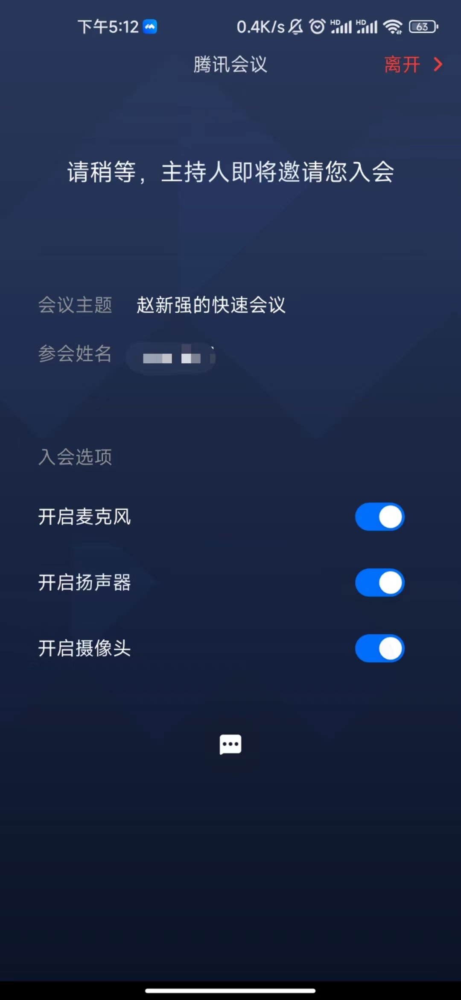 下午5:12 0.4K/s HD HD 63
腾讯会议 离开
请稍等，主持人即将邀请您入会
会议主题 赵新强的快速会议
参会姓名
入会选项
开启麦克风
开启扬声器
开启摄像头